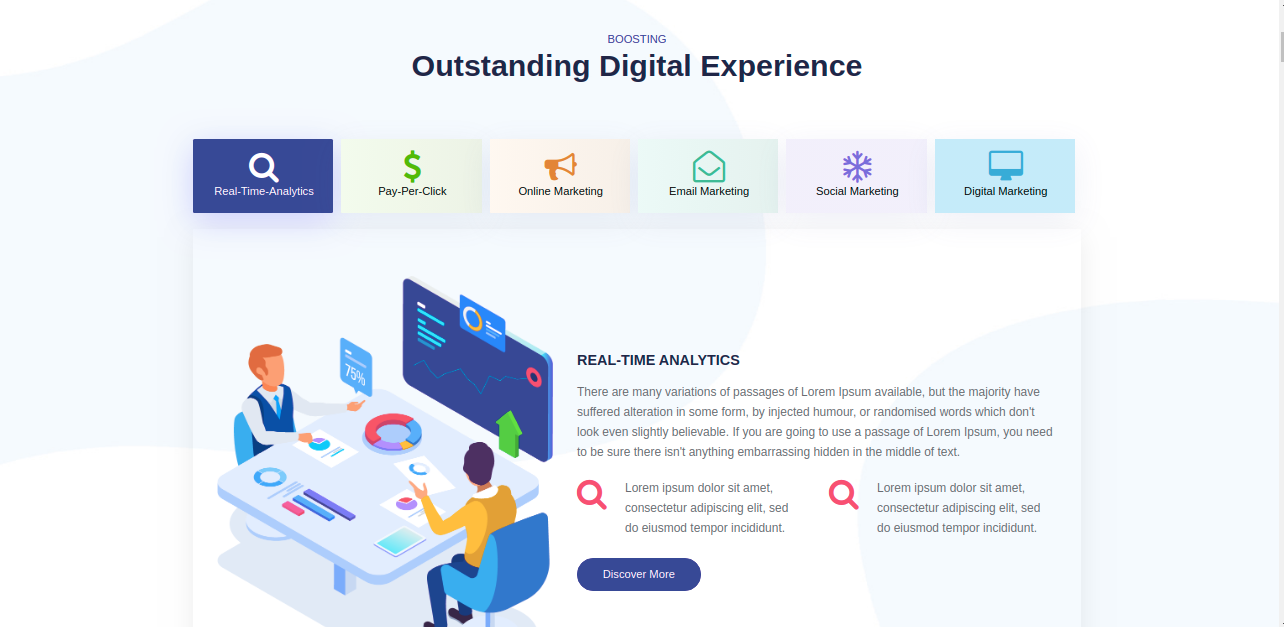 BOOSTING
Outstanding Digital Experience
Real-Time-Analytics
Pay-Per-Click
Online Marketing
Email Marketing
Social Marketing
Digital Marketing
75%
REAL-TIME ANALYTICS
There are many variations of passages of Lorem Ipsum available, but the majority have
suffered alteration in some form, by injected humour, or randomised words which don't
look even slightly believable. If you are going to use a passage of Lorem Ipsum, you need
to be sure there isn't anything embarrassing hidden in the middle of text.
Lorem ipsum dolor sit amet,
consectetur adipiscing elit, sed
do eiusmod tempor incididunt.
Lorem ipsum dolor sit amet,
consectetur adipiscing elit, sed
do eiusmod tempor incididunt.
Discover More